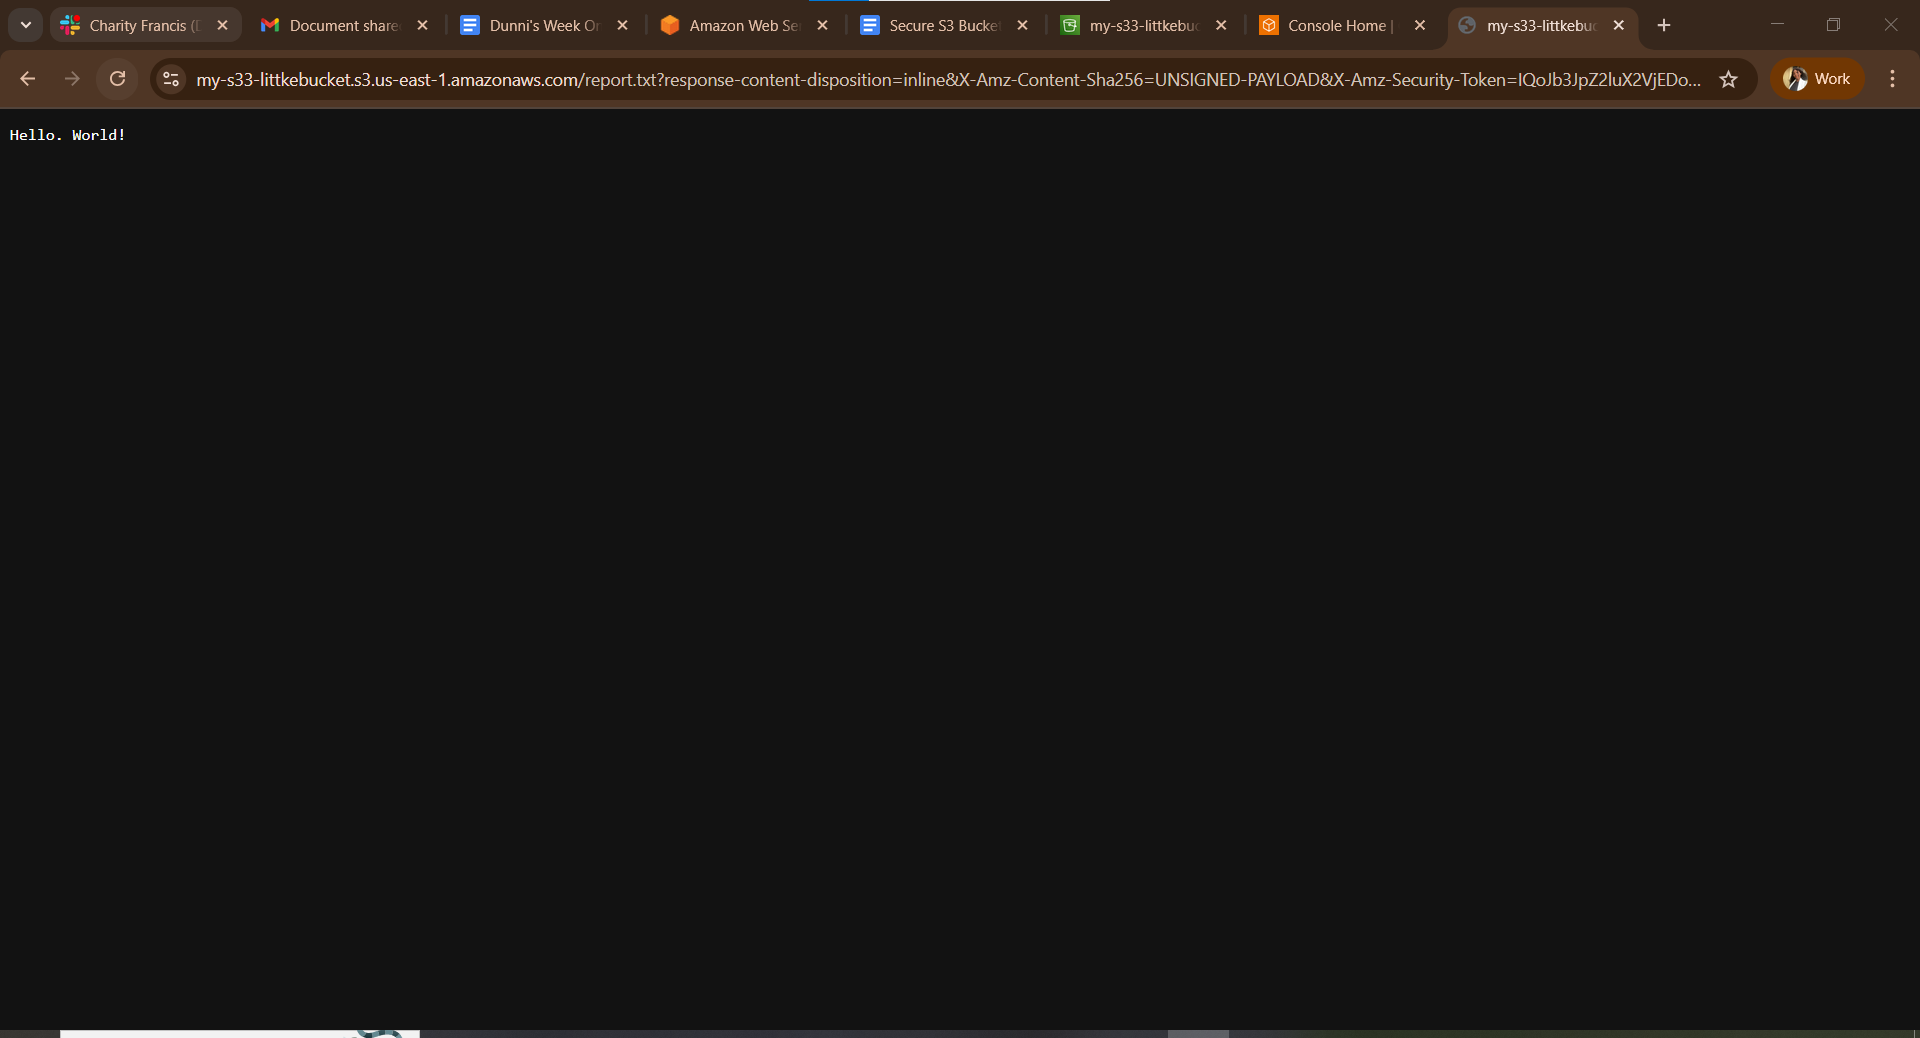 Charity Francis (
Document share
Dunni's Week Or
Amazon Web Se
Secure S3 Bucke
my-s33-littkebu
Console Home |
my-s33-littkebu
my-s33-littkebucket.s3.us-east-1.amazonaws.com/report.txt?response-content-disposition=inline&X-Amz-Content-Sha256=UNSIGNED-PAYLOAD&X-Amz-Security-Token=IQoJb3JpZ2luX2VjEDo...
Work
Hello. World!